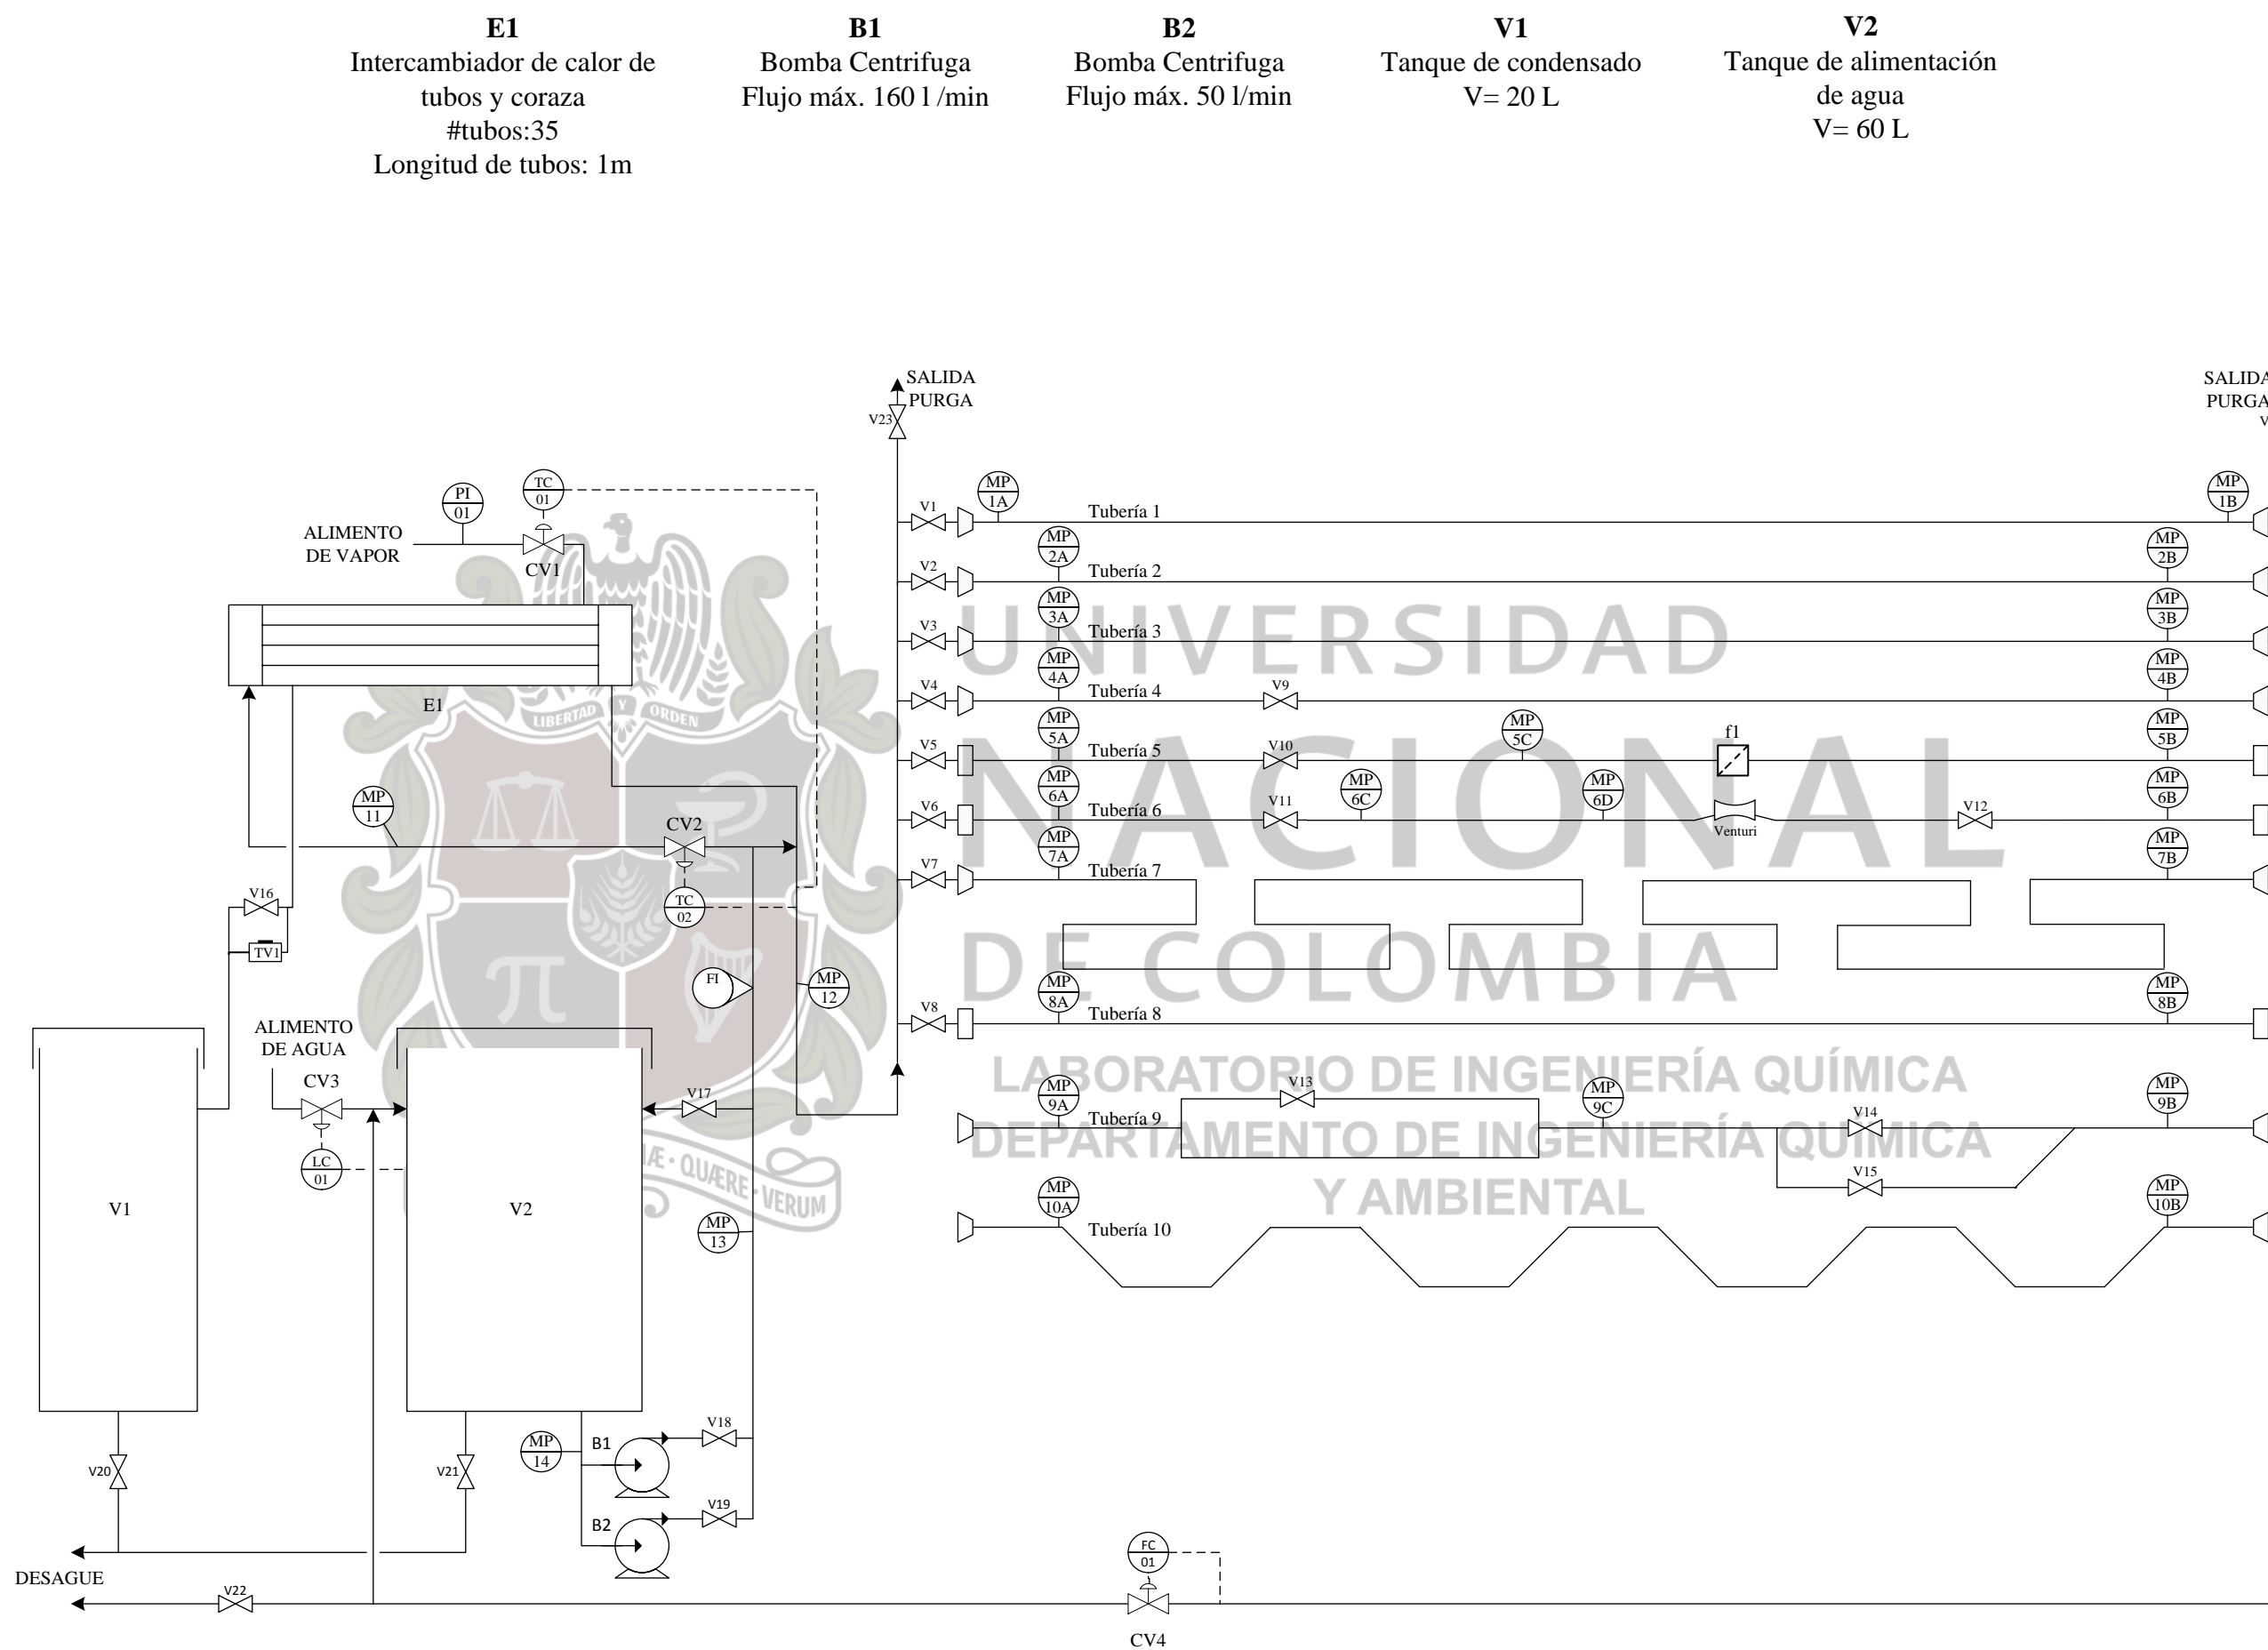 E1
Intercambiador de calor de
tubos y coraza
#tubos:35
Longitud de tubos: 1m
B1
Bomba Centrifuga
Flujo máx. 160 l /min
B2
Bomba Centrifuga
Flujo máx. 50 l/min
V1
Tanque de condensado
V= 20 L
V2
Tanque de alimentación
de agua
V= 60 L
SALIDA
PURGA
V23
SALIDA
PURGA
V
PI
01
TC
01
ALIMENTO
DE VAPOR
CV1
E1
V1
MP
1A
Tubería 1
MP
1B
V2
MP
2A
Tubería 2
MP
2B
V3
MP
3A
Tubería 3
MP
3B
V4
MP
4A
Tubería 4
V9
MP
4B
V5
MP
5A
Tubería 5
V10
MP
5C
f1
MP
5B
V6
MP
6A
Tubería 6
V11
MP
6C
MP
6D
Venturi
V12
MP
6B
V7
MP
7A
Tubería 7
MP
7B
V8
MP
8A
Tubería 8
MP
8B
MP
9A
Tubería 9
V13
MP
9C
V14
V15
MP
9B
MP
10A
Tubería 10
MP
10B
MP
11
CV2
TC
02
V16
TV1
FI
MP
12
ALIMENTO
DE AGUA
CV3
LC
01
V17
V1
V2
MP
13
MP
14
B1
V18
B2
V19
V20
V21
DESAGUE
V22
FC
01
CV4
UNIVERSIDAD
NACIONAL
DE COLOMBIA
LABORATORIO DE INGENIERÍA QUÍMICA
DEPARTAMENTO DE INGENIERÍA QUÍMICA
Y AMBIENTAL
LIBERTAD Y ORDEN
Æ · QUÆRE · VERUM
π